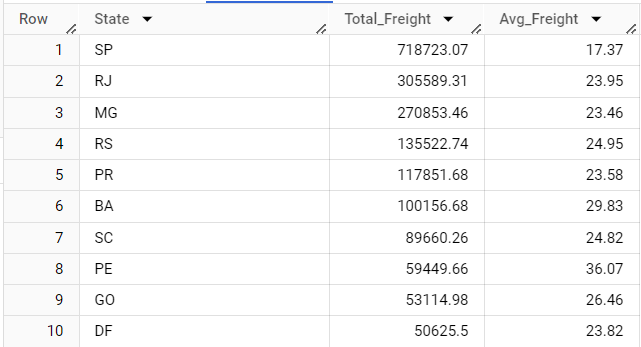 Row State Total_Freight Avg_Freight
1 SP 718723.07 17.37
2 RJ 305589.31 23.95
3 MG 270853.46 23.46
4 RS 135522.74 24.95
5 PR 117851.68 23.58
6 BA 100156.68 29.83
7 SC 89660.26 24.82
8 PE 59449.66 36.07
9 GO 53114.98 26.46
10 DF 50625.5 23.82